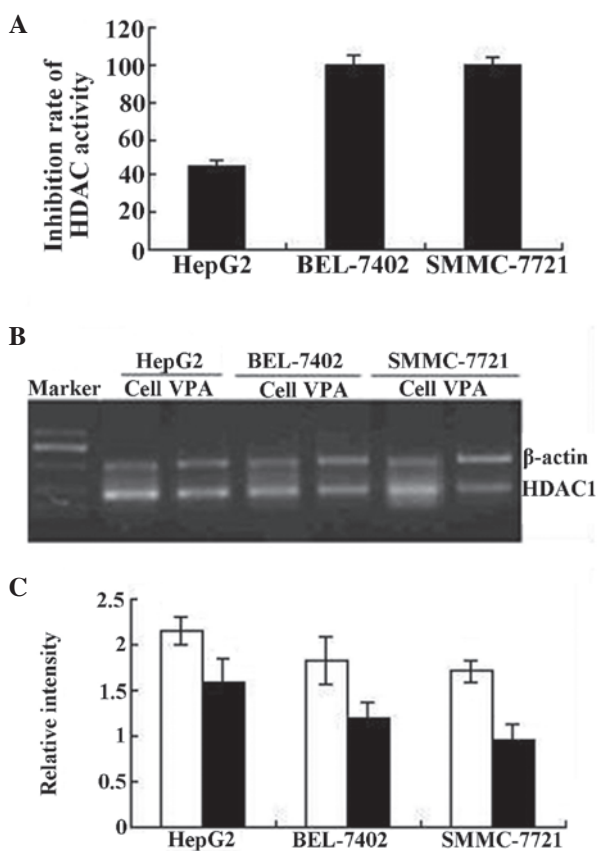 A
Inhibition rate of
HDAC activity
120
100
80
60
40
20
0
HepG2 BEL-7402 SMMC-7721
B
HepG2 BEL-7402 SMMC-7721
Marker Cell VPA Cell VPA Cell VPA
β-actin
HDAC1
C
Relative intensity
2.5
2
1.5
1
0.5
0
HepG2 BEL-7402 SMMC-7721